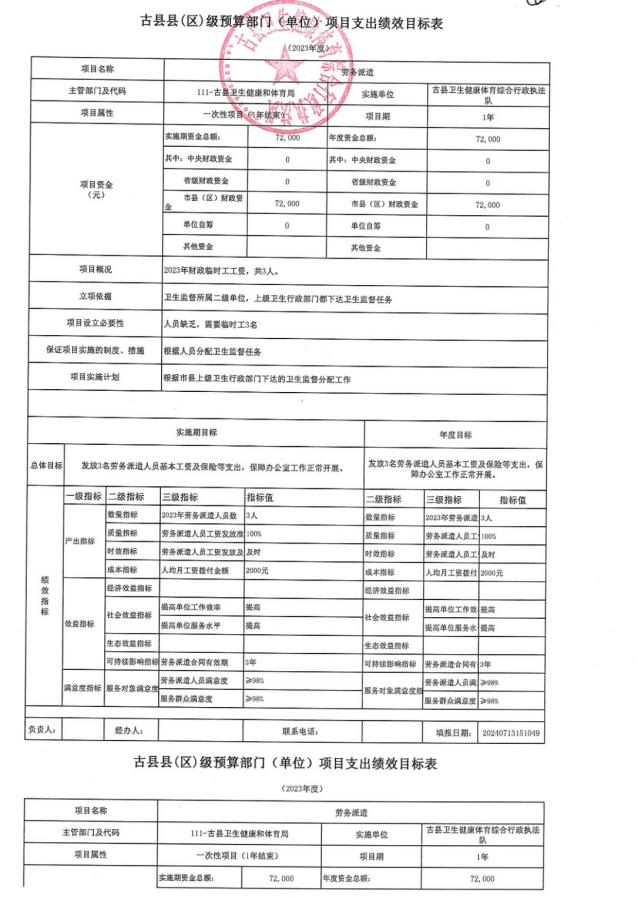 古县县(区)级预算部门（单位）项目支出绩效目标表
（2023年度）
项目名称 劳务派遣
主管部门及代码 111-古县卫生健康和体育局 实施单位 古县卫生健康体育综合行政执法队
项目属性 一次性项目（1年结束） 项目期 1年
项目资金（元） 实施期资金总额： 72,000 年度资金总额： 72,000
其中：中央财政资金 0 其中：中央财政资金 0
省级财政资金 0 省级财政资金 0
市县（区）财政资金 72,000 市县（区）财政资金 72,000
单位自筹 0 单位自筹 0
其他资金 其他资金
项目概况 2023年财政临时工工资，共3人。
立项依据 卫生监督所属二级单位，上级卫生行政部门都下达卫生监督任务
项目设立必要性 人员缺乏，需要临时工3名
保证项目实施的制度、措施 根据人员分配卫生监督任务
项目实施计划 根据市县上级卫生行政部门下达的卫生监督分配工作
实施期目标 年度目标
总体目标 发放3名劳务派遣人员基本工资及保险等支出，保障办公室工作正常开展。 发放3名劳务派遣人员基本工资及保险等支出，保障办公室工作正常开展。
绩效指标 一级指标 二级指标 三级指标 指标值 二级指标 三级指标 指标值
产出指标 数量指标 2023年劳务派遣人员数 3人 数量指标 2023年劳务派遣 3人
质量指标 劳务派遣人员工资发放准 100% 质量指标 劳务派遣人员工 100%
时效指标 劳务派遣人员工资发放及 及时 时效指标 劳务派遣人员工 及时
成本指标 人均月工资拨付金额 2000元 成本指标 人均月工资拨付 2000元
效益指标 经济效益指标 经济效益指标
社会效益指标 提高单位工作效率 提高 社会效益指标 提高单位工作效 提高
提高单位服务水平 提高 提高单位服务水 提高
生态效益指标 生态效益指标
可持续影响指标 劳务派遣合同有效期 3年 可持续影响指标 劳务派遣合同有 3年
满意度指标 服务对象满意度 劳务派遣人员满意度 ≥98% 服务对象满意度指 劳务派遣人员满 ≥98%
服务群众满意度 ≥98% 服务群众满意度 ≥98%
负责人： 经办人： 联系电话： 填报日期： 20240713151049
古县县(区)级预算部门（单位）项目支出绩效目标表
（2023年度）
项目名称 劳务派遣
主管部门及代码 111-古县卫生健康和体育局 实施单位 古县卫生健康体育综合行政执法队
项目属性 一次性项目（1年结束） 项目期 1年
实施期资金总额： 72,000 年度资金总额： 72,000